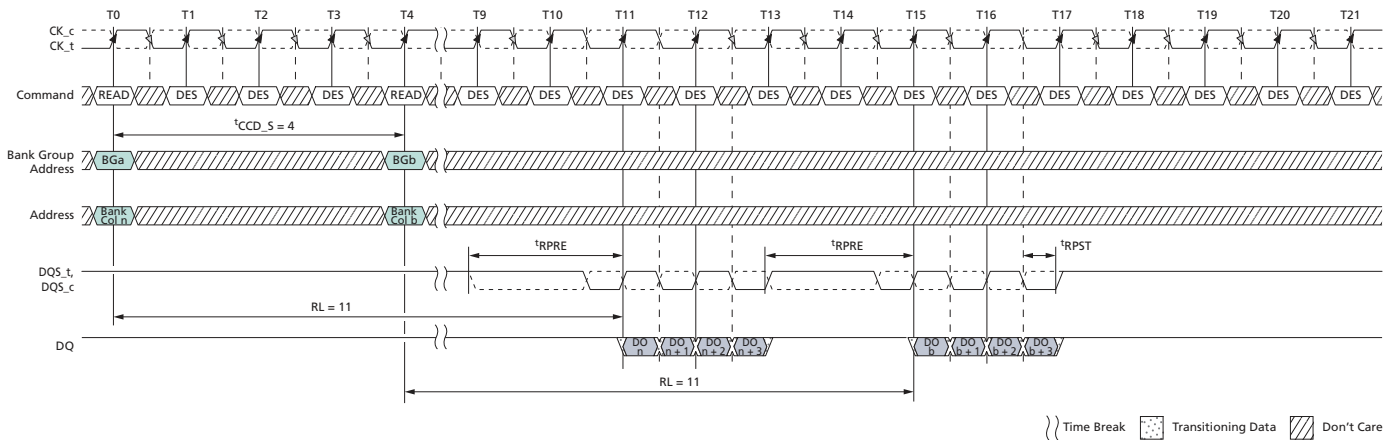 T0 T1 T2 T3 T4 T9 T10 T11 T12 T13 T14 T15 T16 T17 T18 T19 T20 T21
CK_c
CK_t
Command READ DES DES DES READ DES DES DES DES DES DES DES DES DES DES DES DES DES
tCCD_S = 4
Bank Group
Address
BGa BGb
Address
Bank
Col n
Bank
Col b
tRPRE tRPRE tRPST
DQS_t,
DQS_c
RL = 11
DQ
DO
n
DO
n + 1
DO
n + 2
DO
n + 3
DO
b
DO
b + 1
DO
b + 2
DO
b + 3
RL = 11
Time Break Transitioning Data Don't Care